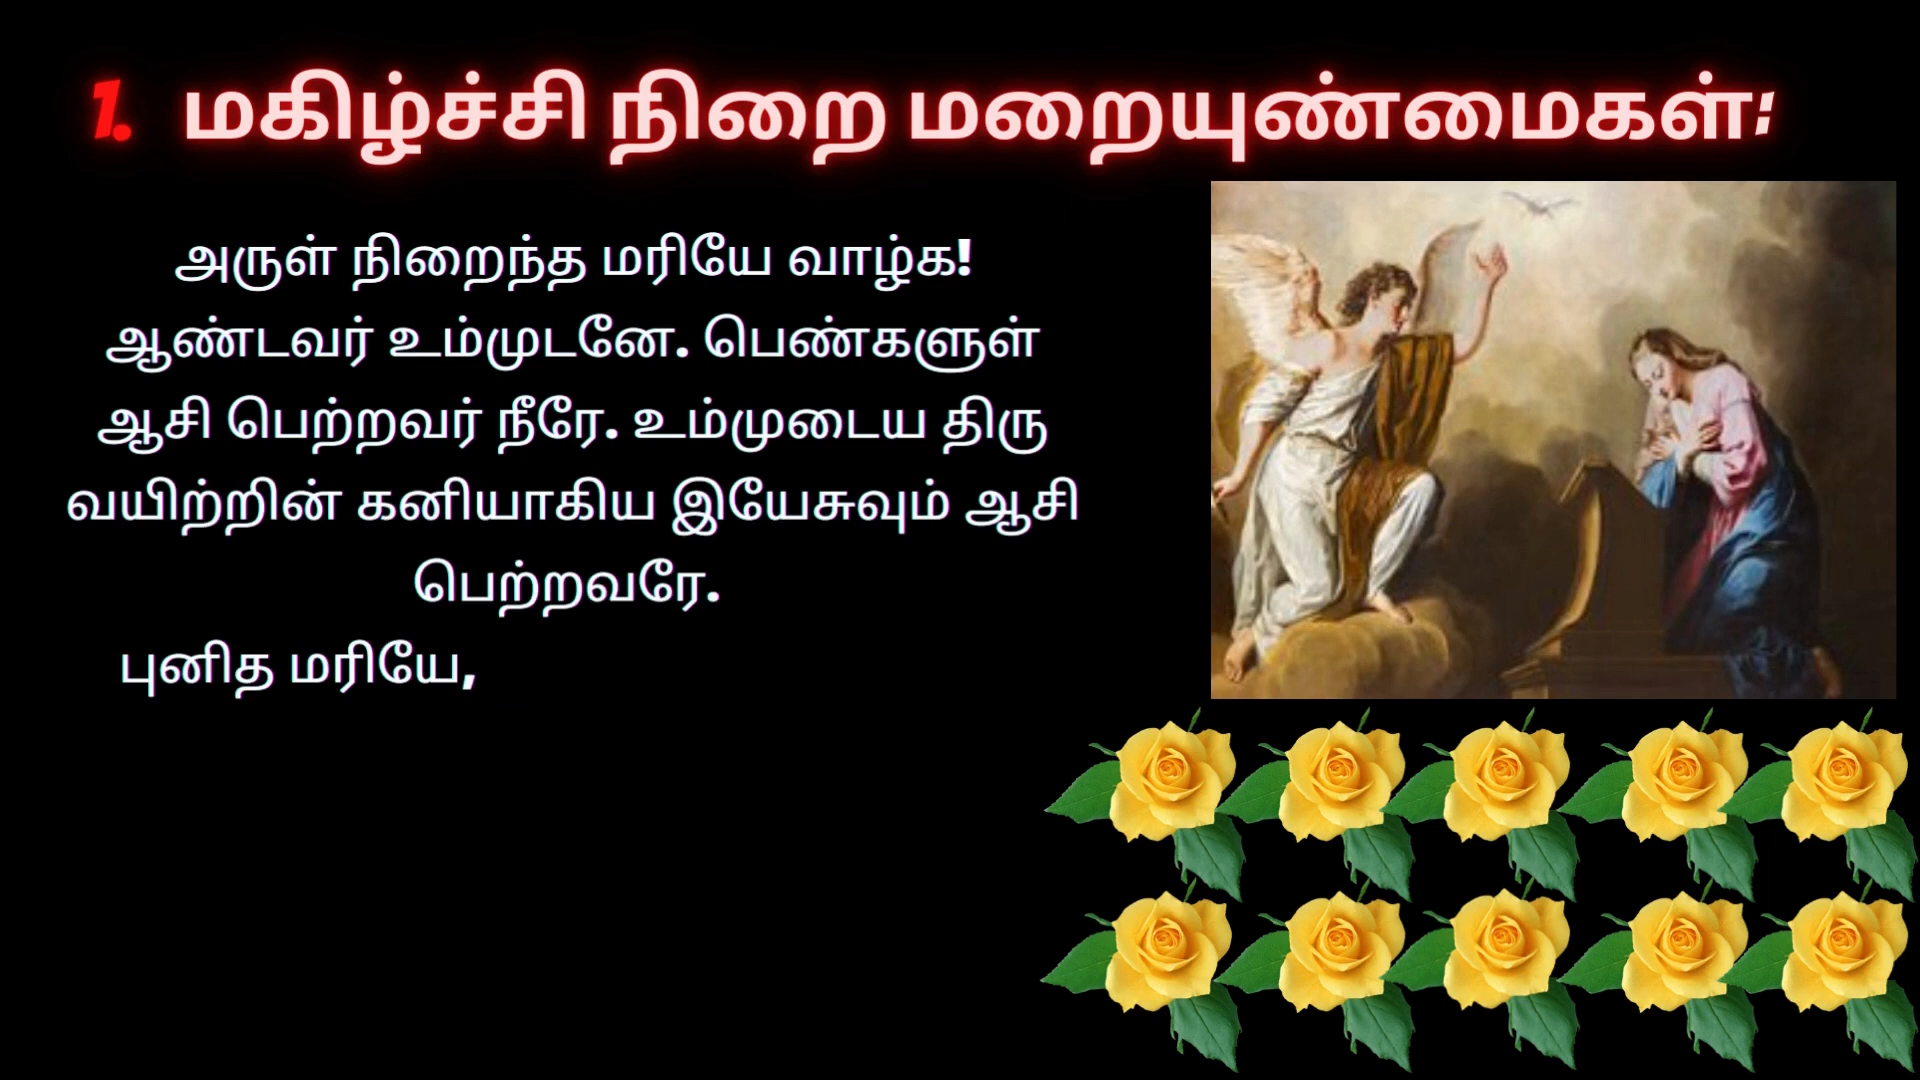 1. மகிழ்ச்சி நிறை மறையுண்மைகள்:
அருள் நிறைந்த மரியே வாழ்க!
ஆண்டவர் உம்முடனே. பெண்களுள்
ஆசி பெற்றவர் நீரே. உம்முடைய திரு
வயிற்றின் கனியாகிய இயேசுவும் ஆசி
பெற்றவரே.
புனித மரியே,